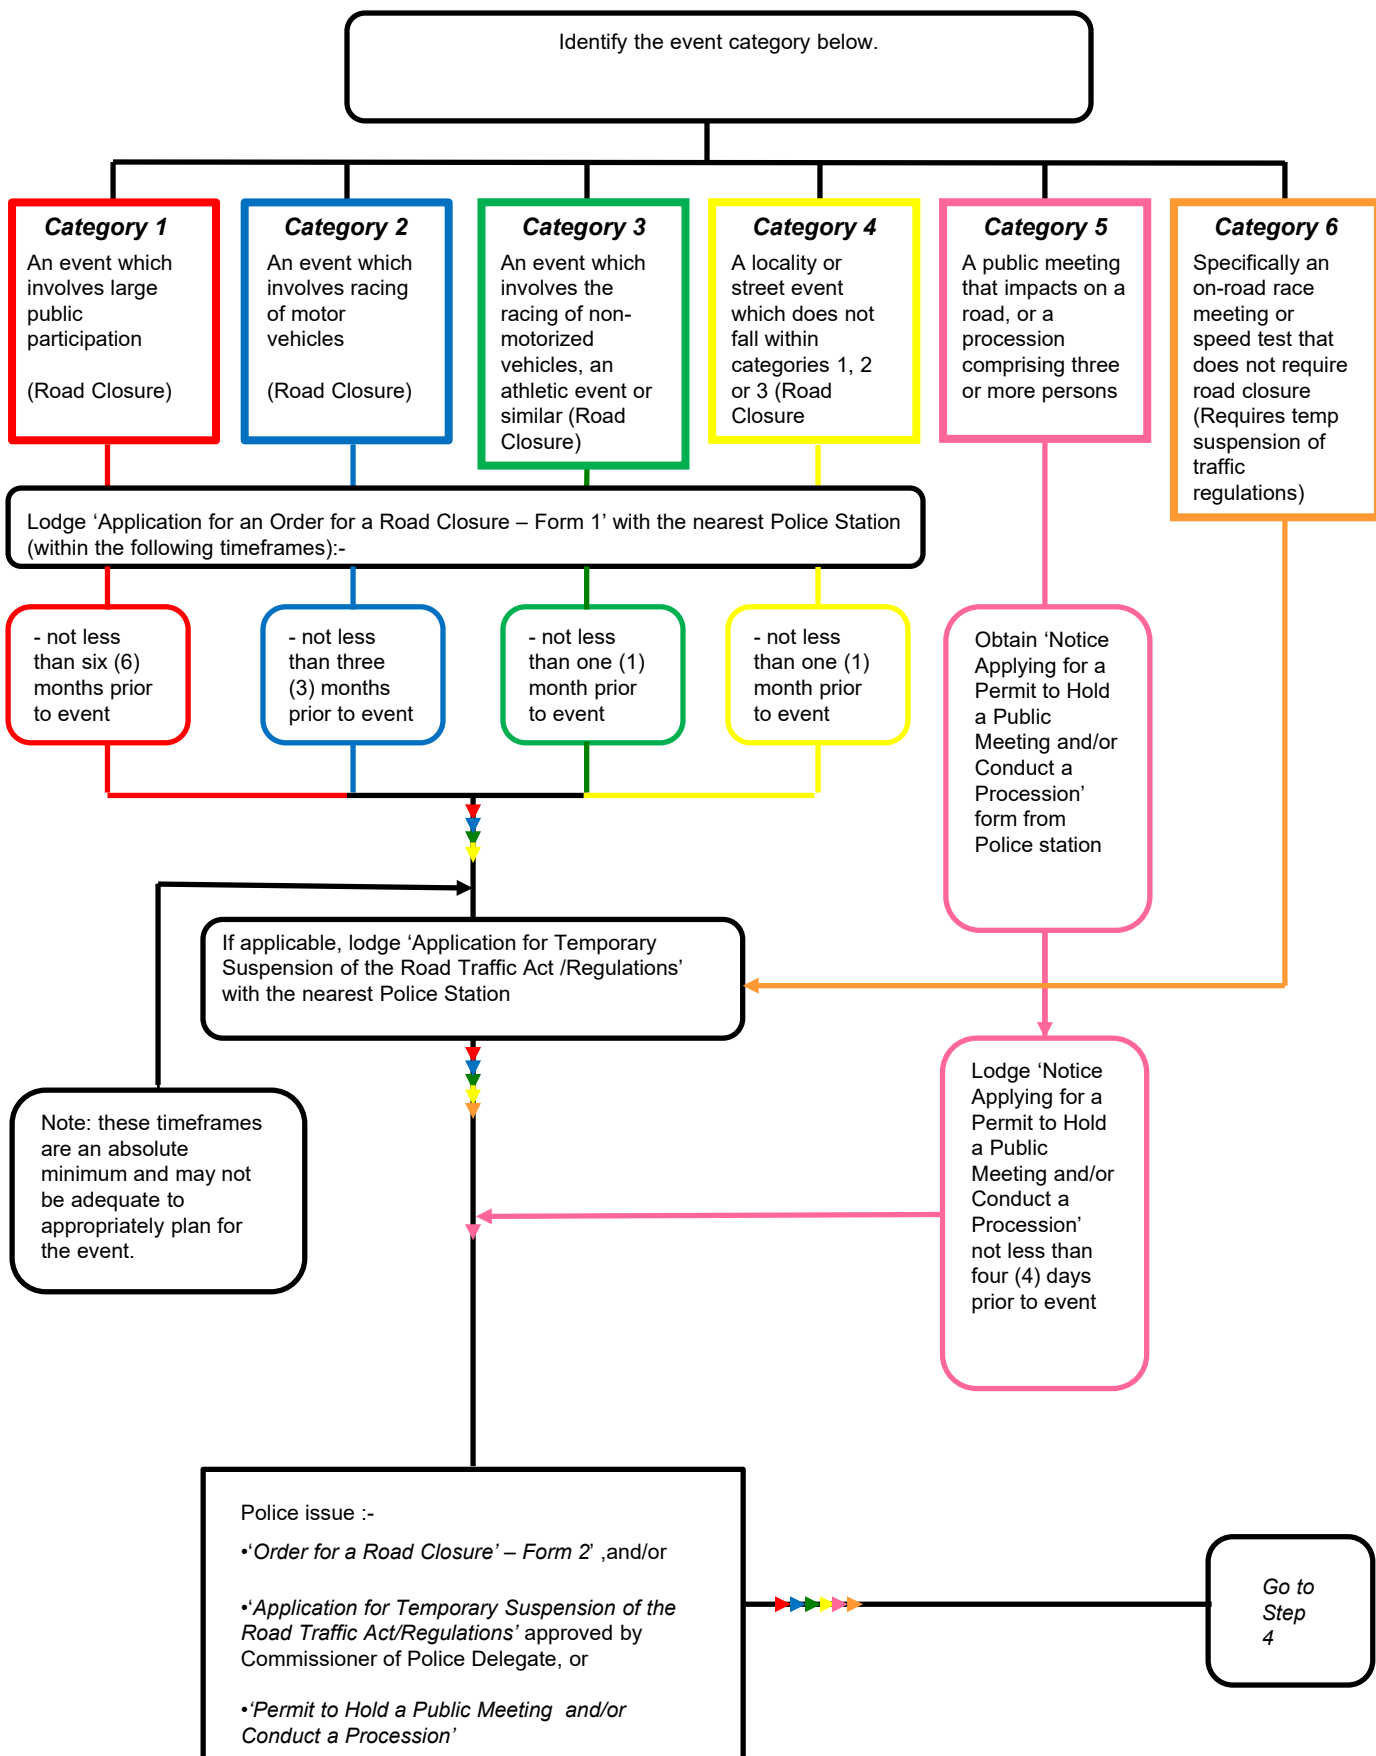 Identify the event category below.
Category 1
An event which
involves large
public
participation
(Road Closure)
Category 2
An event which
involves racing
of motor
vehicles
(Road Closure)
Category 3
An event which
involves the
racing of non-
motorized
vehicles, an
athletic event or
similar (Road
Closure)
Category 4
A locality or
street event
which does not
fall within
categories 1, 2
or 3 (Road
Closure
Category 5
A public meeting
that impacts on a
road, or a
procession
comprising three
or more persons
Category 6
Specifically an
on-road race
meeting or
speed test that
does not require
road closure
(Requires temp
suspension of
traffic
regulations)
Lodge ‘Application for an Order for a Road Closure – Form 1’ with the nearest Police Station
(within the following timeframes):-
- not less
than six (6)
months prior
to event
- not less
than three
(3) months
prior to event
- not less
than one (1)
month prior
to event
- not less
than one (1)
month prior
to event
Obtain ‘Notice
Applying for a
Permit to Hold
a Public
Meeting and/or
Conduct a
Procession’
form from
Police station
If applicable, lodge ‘Application for Temporary
Suspension of the Road Traffic Act /Regulations’
with the nearest Police Station
Note: these timeframes
are an absolute
minimum and may not
be adequate to
appropriately plan for
the event.
Lodge ‘Notice
Applying for a
Permit to Hold
a Public
Meeting and/or
Conduct a
Procession’
not less than
four (4) days
prior to event
Police issue :-
•‘Order for a Road Closure’ – Form 2’ ,and/or
•‘Application for Temporary Suspension of the
Road Traffic Act/Regulations’ approved by
Commissioner of Police Delegate, or
•‘Permit to Hold a Public Meeting and/or
Conduct a Procession’
Go to
Step
4